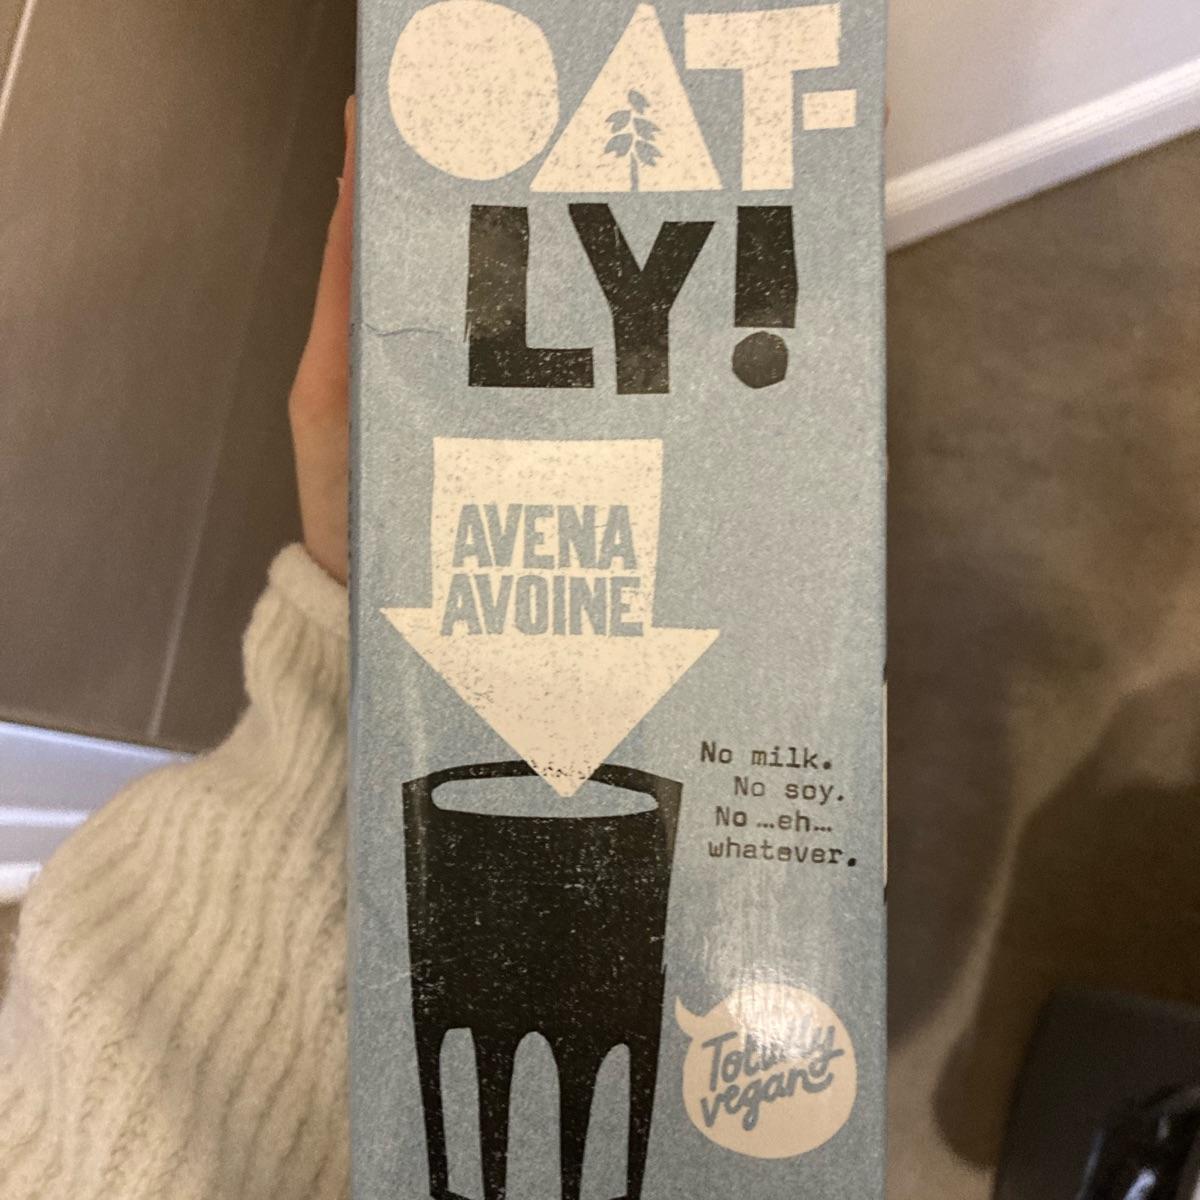 OAT-
LY!
AVENA
AVOINE
No milk.
No soy.
No ...eh...
whatever.
Totally
vegan